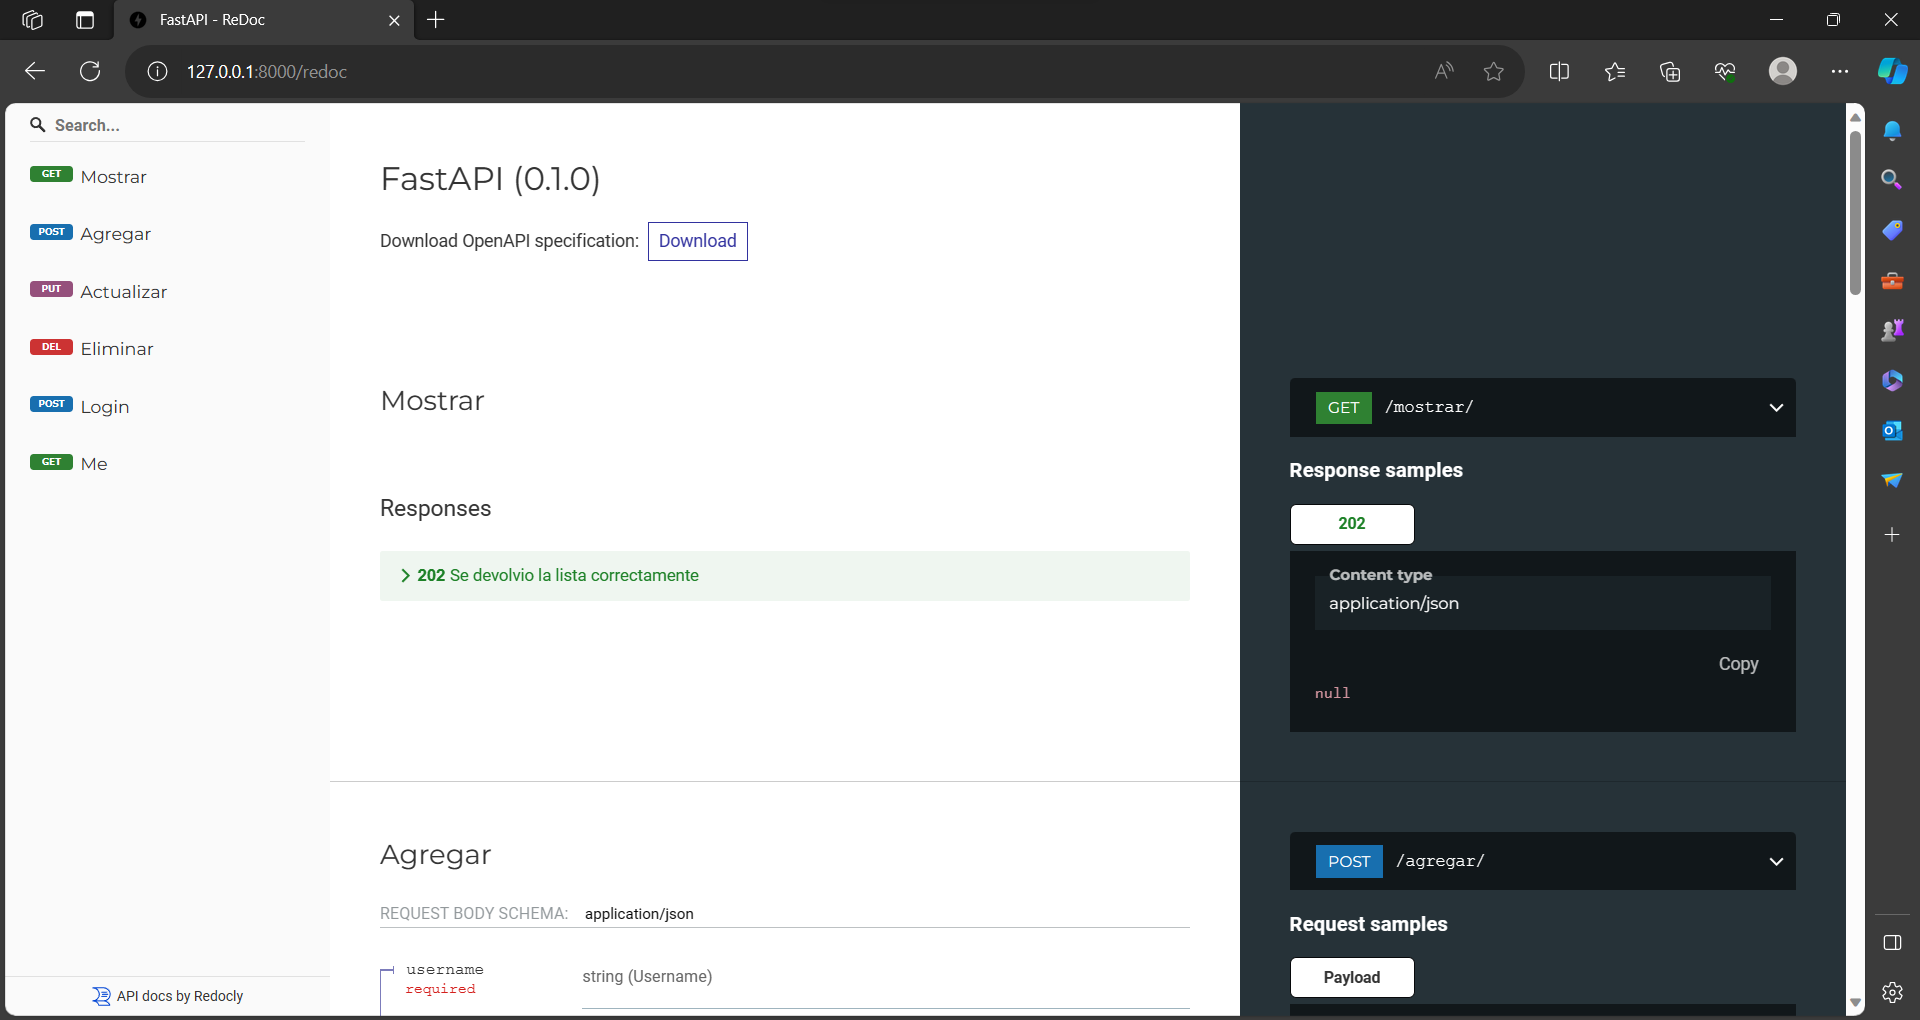 FastAPI - ReDoc
127.0.0.1:8000/redoc
Search...
GET Mostrar
POST Agregar
PUT Actualizar
DEL Eliminar
POST Login
GET Me
API docs by Redocly
FastAPI (0.1.0)
Download OpenAPI specification: Download
Mostrar
Responses
202 Se devolvio la lista correctamente
GET /mostrar/
Response samples
202
Content type
application/json
Copy
null
Agregar
REQUEST BODY SCHEMA: application/json
username
required
string (Username)
POST /agregar/
Request samples
Payload